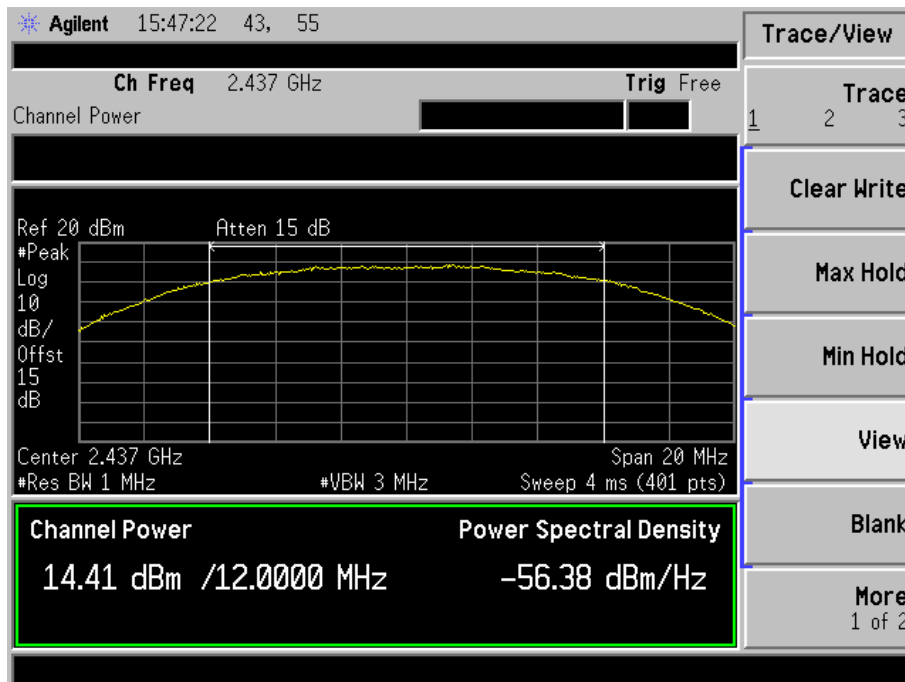 Agilent 15:47:22 43, 55
Trace/View
Ch Freq 2.437 GHz
Trig Free
Channel Power
Trace
1 2 3
Clear Write
Max Hold
Min Hold
View
Blank
More
1 of 2
Ref 20 dBm Atten 15 dB
#Peak
Log
10
dB/
Offst
15
dB
Center 2.437 GHz Span 20 MHz
#Res BW 1 MHz #VBW 3 MHz Sweep 4 ms (401 pts)
Channel Power Power Spectral Density
14.41 dBm /12.0000 MHz -56.38 dBm/Hz